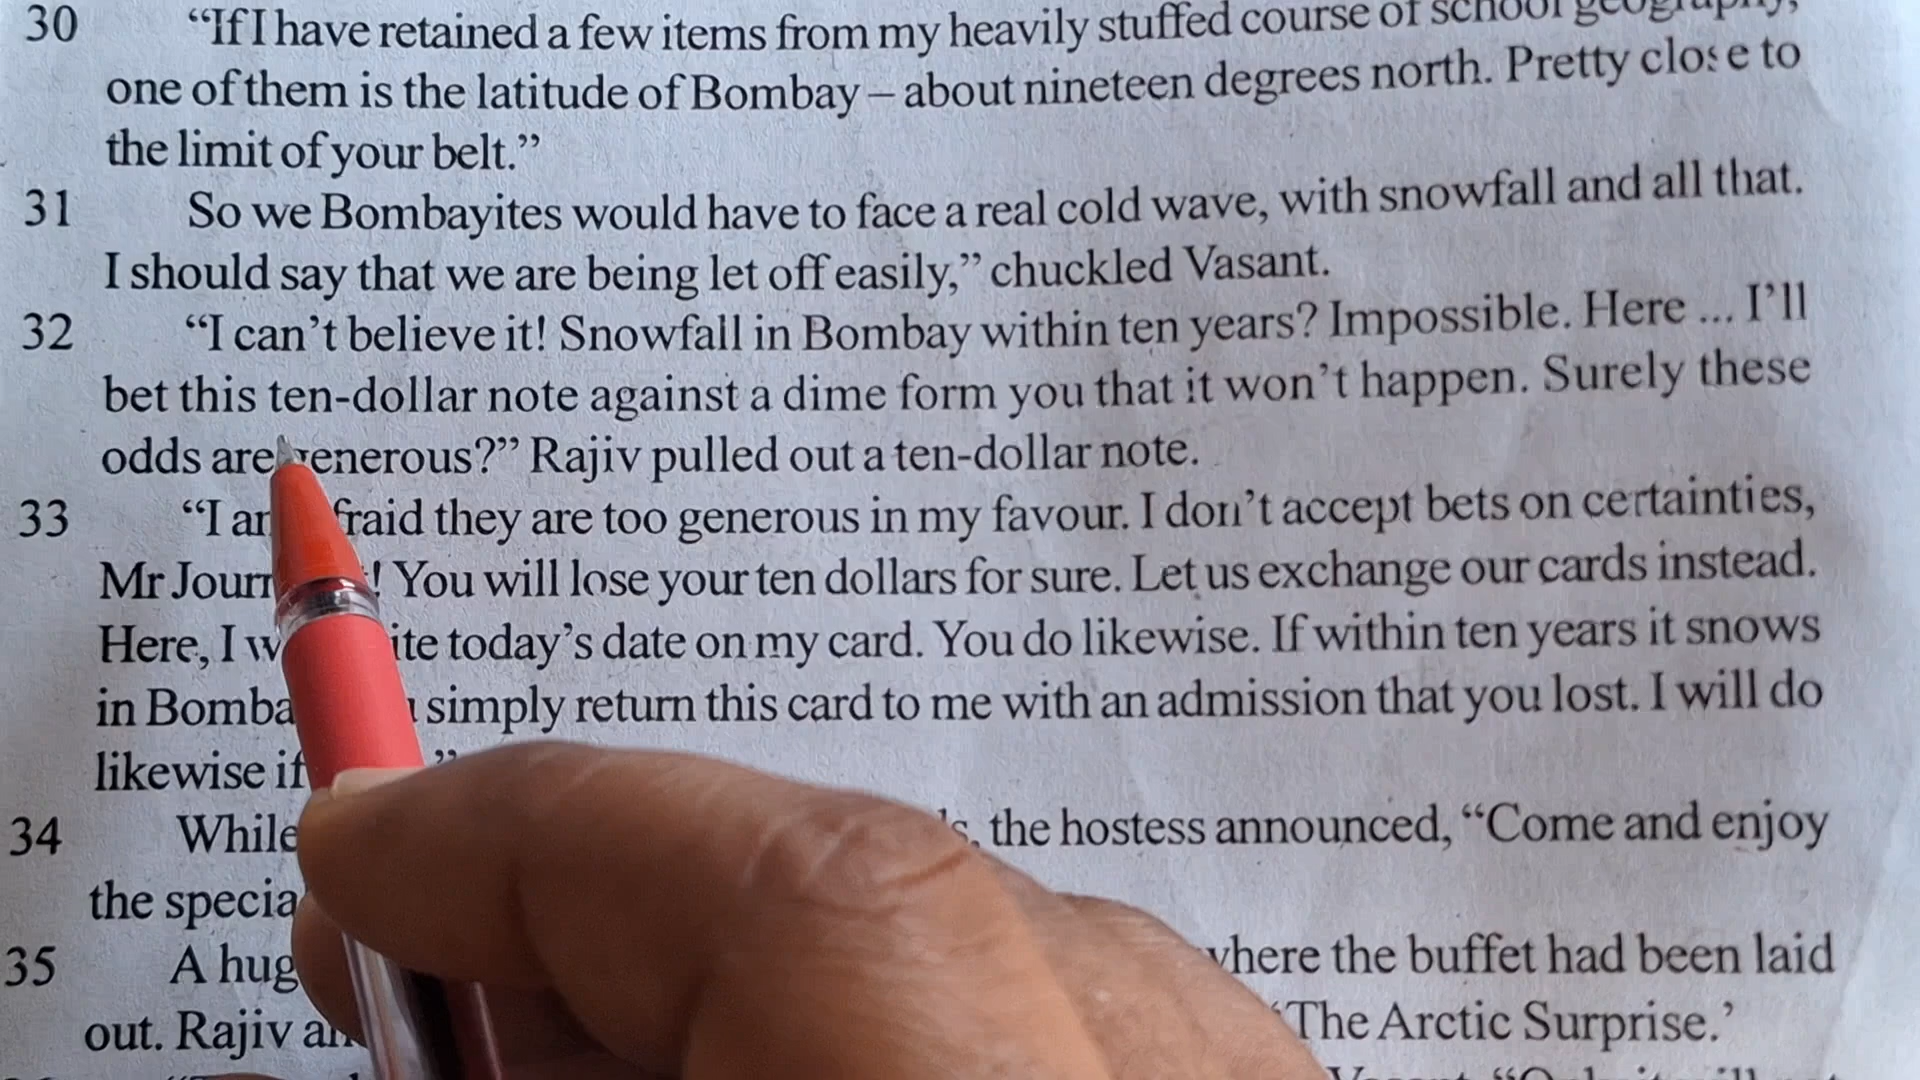 30 “If I have retained a few items from my heavily stuffed course of school geography,
one of them is the latitude of Bombay – about nineteen degrees north. Pretty close to
the limit of your belt.”
31 So we Bombayites would have to face a real cold wave, with snowfall and all that.
I should say that we are being let off easily,” chuckled Vasant.
32 “I can’t believe it! Snowfall in Bombay within ten years? Impossible. Here ... I’ll
bet this ten-dollar note against a dime form you that it won’t happen. Surely these
odds are generous?” Rajiv pulled out a ten-dollar note.
33 “I afraid they are too generous in my favour. I don’t accept bets on certainties,
Mr ! You will lose your ten dollars for sure. Let us exchange our cards instead.
Here, I today’s date on my card. You do likewise. If within ten years it snows
in simply return this card to me with an admission that you lost. I will do
likewise if ”
34 While the hostess announced, “Come and enjoy
the
35 A where the buffet had been laid
out. Rajiv ‘The Arctic Surprise.’